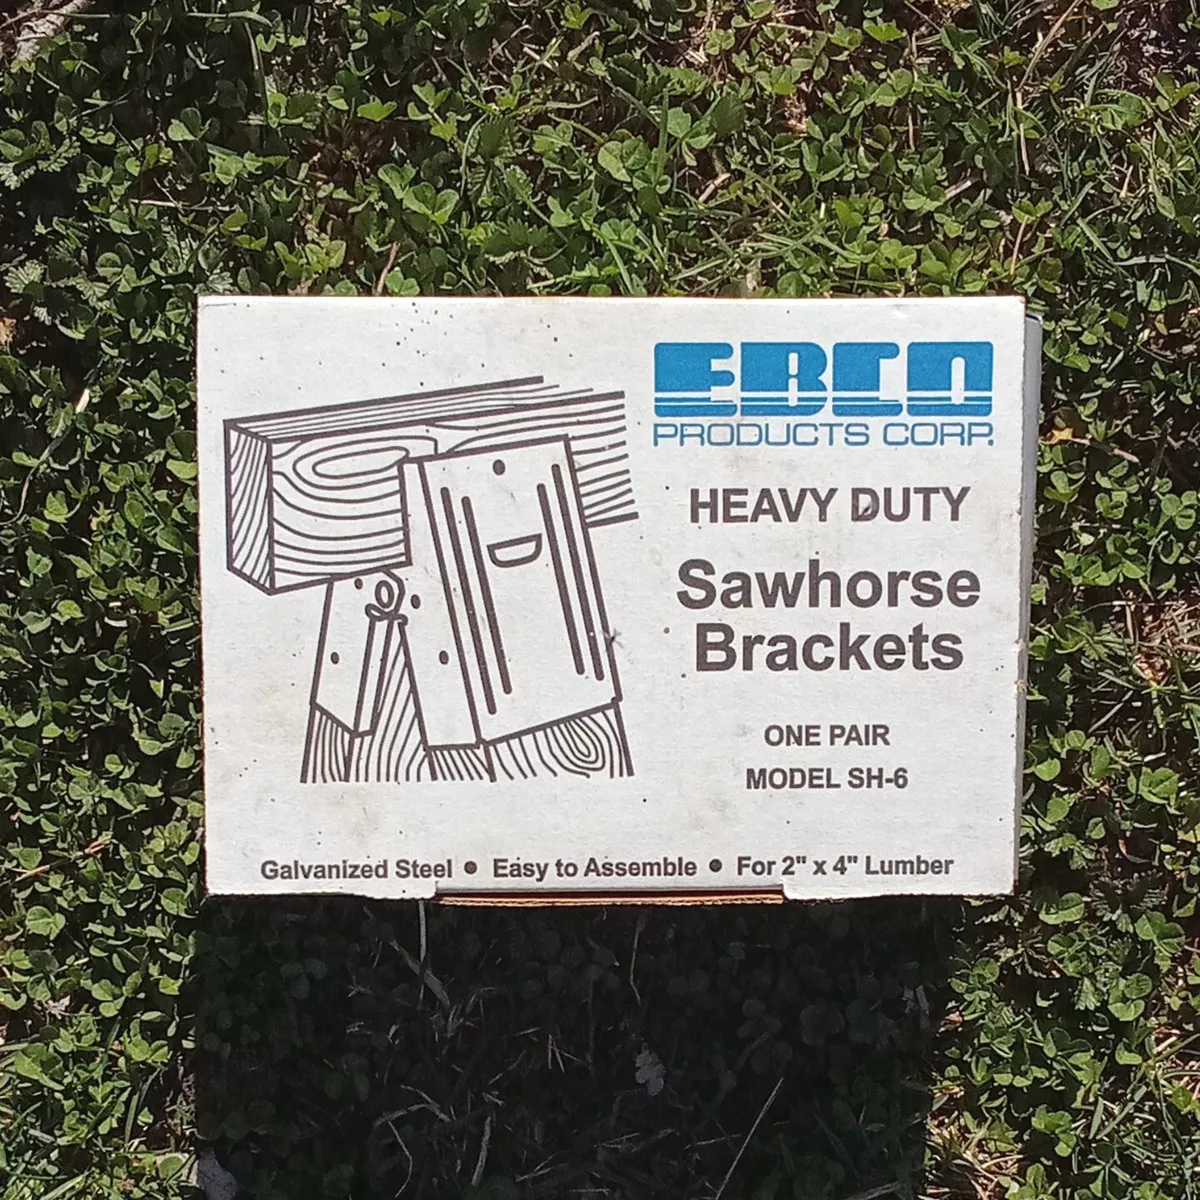 EBCO
PRODUCTS CORP.
HEAVY DUTY
Sawhorse
Brackets
ONE PAIR
MODEL SH-6
Galvanized Steel • Easy to Assemble • For 2" x 4" Lumber